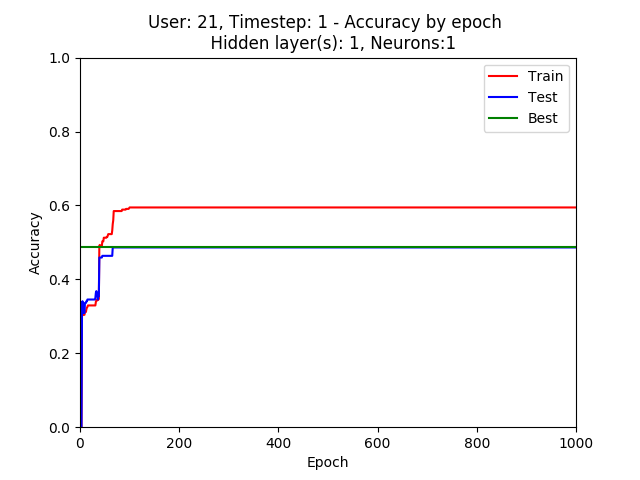 User: 21, Timestep: 1 - Accuracy by epoch
Hidden layer(s): 1, Neurons:1
1.0
0.8
0.6
0.4
0.2
0.0
Accuracy
Train
Test
Best
0
200
400
600
800
1000
Epoch